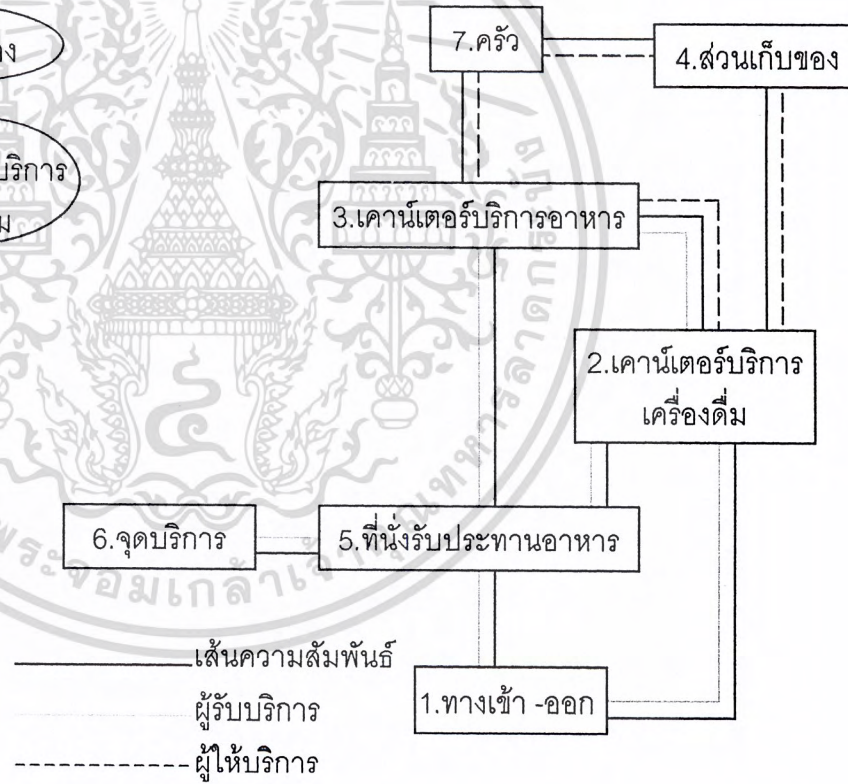 7.ครัว
4.ส่วนเก็บของ
3.เคาน์เตอร์บริการอาหาร
2.เคาน์เตอร์บริการ
เครื่องดื่ม
6.จุดบริการ
5.ที่นั่งรับประทานอาหาร
1.ทางเข้า -ออก
เส้นความสัมพันธ์
ผู้รับบริการ
ผู้ให้บริการ